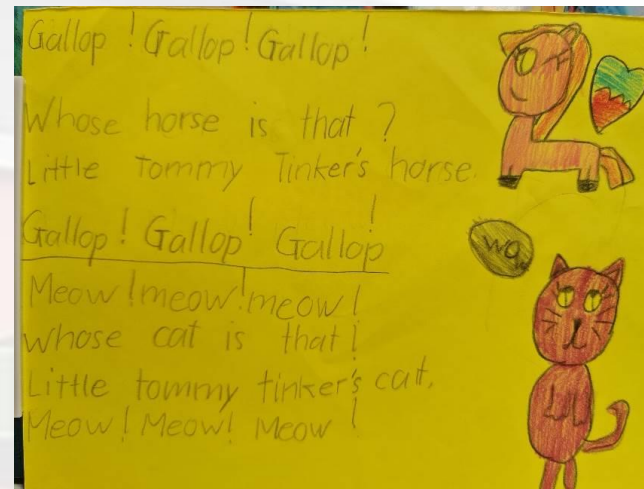 Gallop! Gallop! Gallop!
Whose horse is that?
Little Tommy Tinker's horse.
Gallop! Gallop! Gallop!
Meow! meow! meow!
Whose cat is that!
Little tommy tinker's cat.
Meow! Meow! Meow!
wo